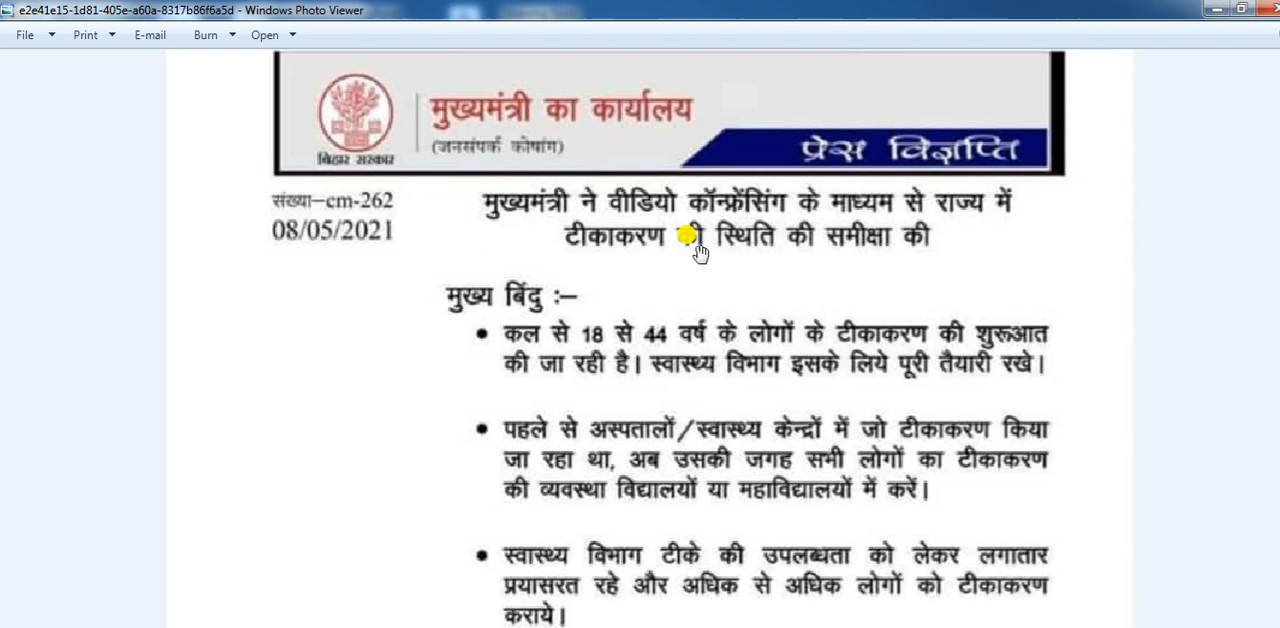 e2e41e15-1d81-405e-a60a-8317b86f6a5d - Windows Photo Viewer
File Print E-mail Burn Open
मुख्यमंत्री का कार्यालय
(जनसंपर्क कोषांग)
बिहार सरकार
प्रेस विज्ञप्ति
संख्या–cm-262
08/05/2021
मुख्यमंत्री ने वीडियो कॉन्फ्रेंसिंग के माध्यम से राज्य में
टीकाकरण की स्थिति की समीक्षा की
मुख्य बिंदु :–
• कल से 18 से 44 वर्ष के लोगों के टीकाकरण की शुरूआत
की जा रही है। स्वास्थ्य विभाग इसके लिये पूरी तैयारी रखे।
• पहले से अस्पतालों/स्वास्थ्य केन्द्रों में जो टीकाकरण किया
जा रहा था, अब उसकी जगह सभी लोगों का टीकाकरण
की व्यवस्था विद्यालयों या महाविद्यालयों में करें।
• स्वास्थ्य विभाग टीके की उपलब्धता को लेकर लगातार
प्रयासरत रहे और अधिक से अधिक लोगों को टीकाकरण
कराये।